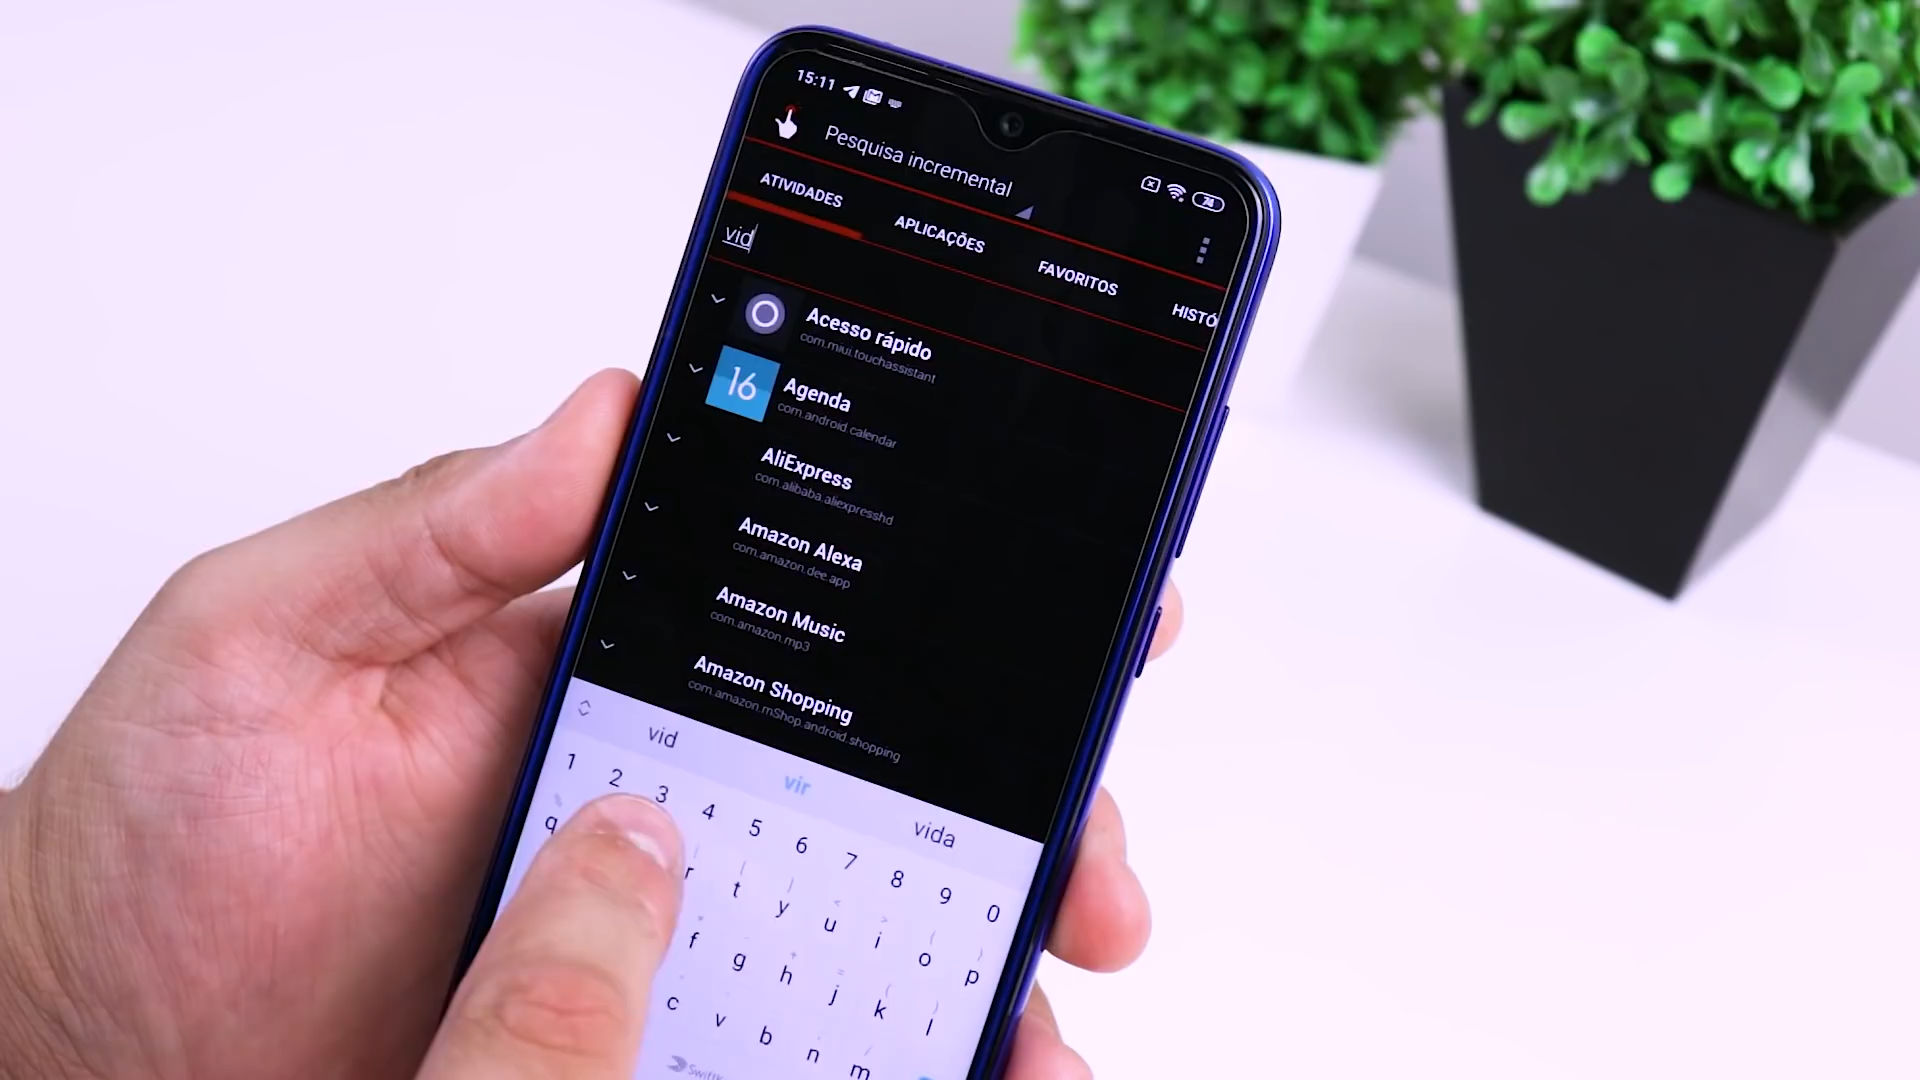 15:11
74
Pesquisa incremental
ATIVIDADES
APLICAÇÕES
FAVORITOS
HISTÓ
vid
Acesso rápido
com.miui.touchassistant
16
Agenda
com.android.calendar
AliExpress
com.alibaba.aliexpresshd
Amazon Alexa
com.amazon.dee.app
Amazon Music
com.amazon.mp3
Amazon Shopping
com.amazon.mShop.android.shopping
vid vir vida
1 2 3 4 5 6 7 8 9 0
q r t y u i o p
f g h j k l
c v b n m